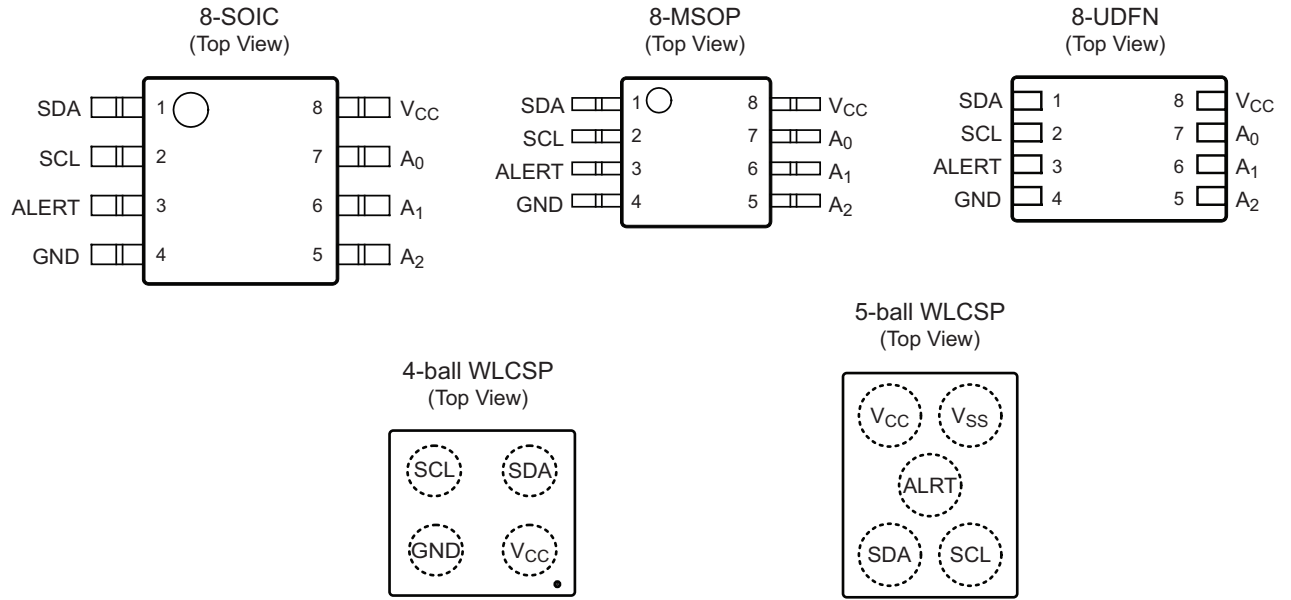 8-SOIC
(Top View)
SDA 1 8 VCC
SCL 2 7 A0
ALERT 3 6 A1
GND 4 5 A2
8-MSOP
(Top View)
SDA 1 8 VCC
SCL 2 7 A0
ALERT 3 6 A1
GND 4 5 A2
8-UDFN
(Top View)
SDA 1 8 VCC
SCL 2 7 A0
ALERT 3 6 A1
GND 4 5 A2
4-ball WLCSP
(Top View)
SCL SDA
GND VCC
5-ball WLCSP
(Top View)
VCC VSS
ALRT
SDA SCL